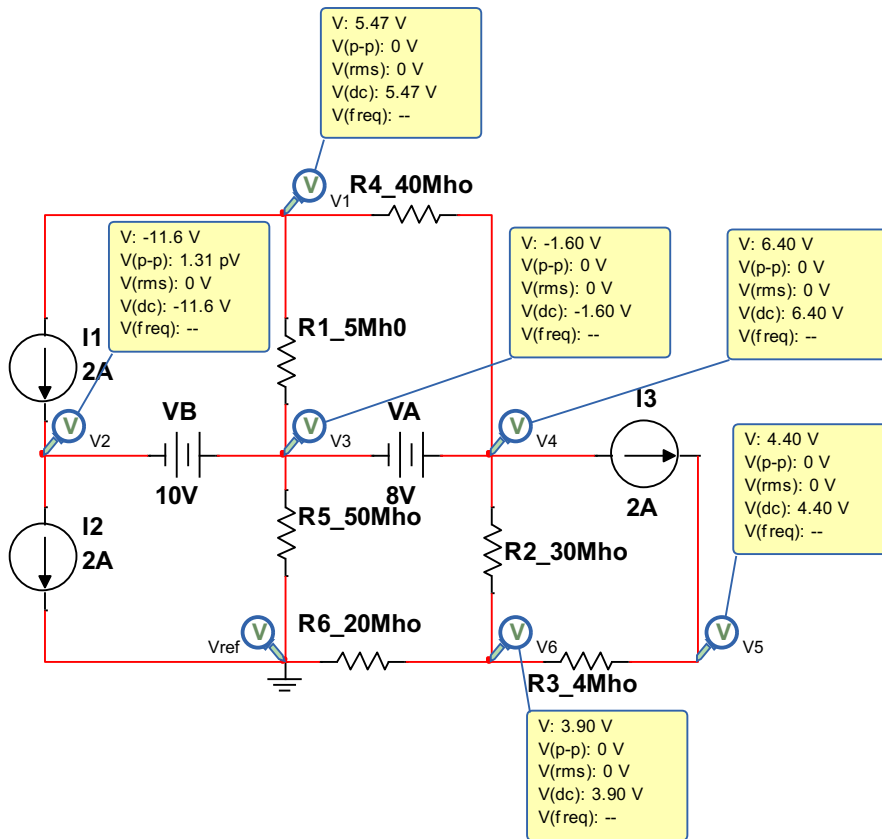 V: 5.47 V
V(p-p): 0 V
V(rms): 0 V
V(dc): 5.47 V
V(freq): --
V
V1
R4_40Mho
V: -11.6 V
V(p-p): 1.31 pV
V(rms): 0 V
V(dc): -11.6 V
V(freq): --
V: -1.60 V
V(p-p): 0 V
V(rms): 0 V
V(dc): -1.60 V
V(freq): --
V: 6.40 V
V(p-p): 0 V
V(rms): 0 V
V(dc): 6.40 V
V(freq): --
I1
2A
R1_5Mh0
V
V2
VB
10V
V
V3
VA
8V
V
V4
I3
2A
V: 4.40 V
V(p-p): 0 V
V(rms): 0 V
V(dc): 4.40 V
V(freq): --
I2
2A
R5_50Mho
R2_30Mho
V
Vref
R6_20Mho
V
V6
R3_4Mho
V
V5
V: 3.90 V
V(p-p): 0 V
V(rms): 0 V
V(dc): 3.90 V
V(freq): --